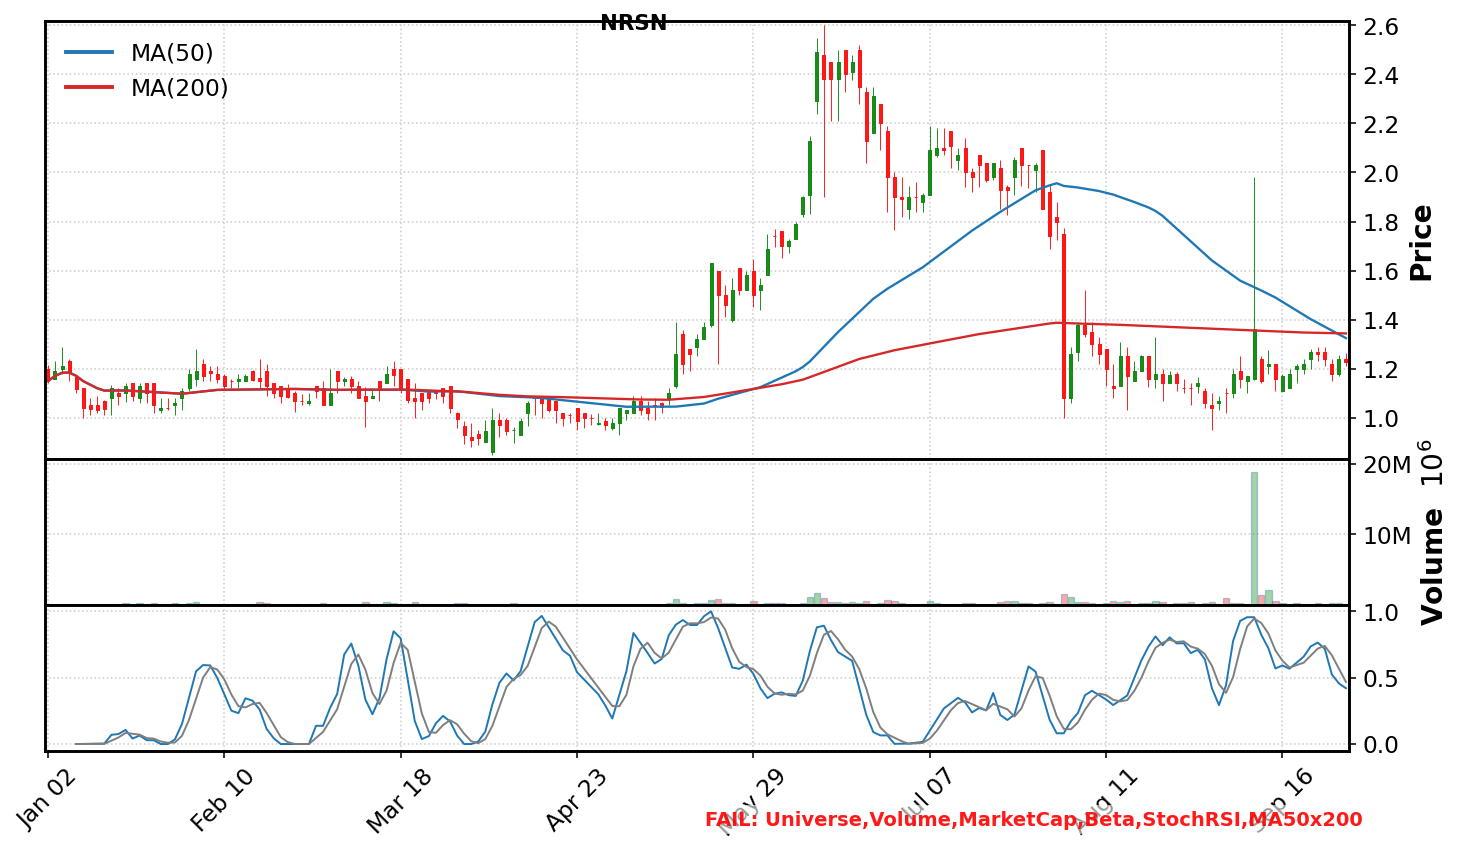 NRSN
MA(50)
MA(200)
2.6
2.4
2.2
2.0
1.8
1.6
1.4
1.2
1.0
Price
20M
10M
Volume 10^6
1.0
0.5
0.0
Jan 02
Feb 10
Mar 18
Apr 23
May 29
Jul 07
Aug 11
Sep 16
FAIL: Universe,Volume,MarketCap,Beta,StochRSI,MA50x200